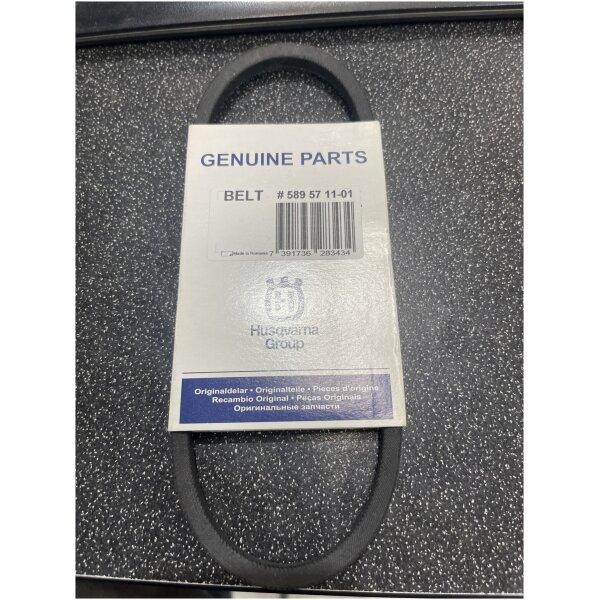 GENUINE PARTS
BELT # 589 57 11-01
Made in Romania 7 391736 283434
Husqvarna
Group
Originaldelar • Originalteile • Pieces d'origine
Recambio Original • Peças Originais
Оригинальные запчасти